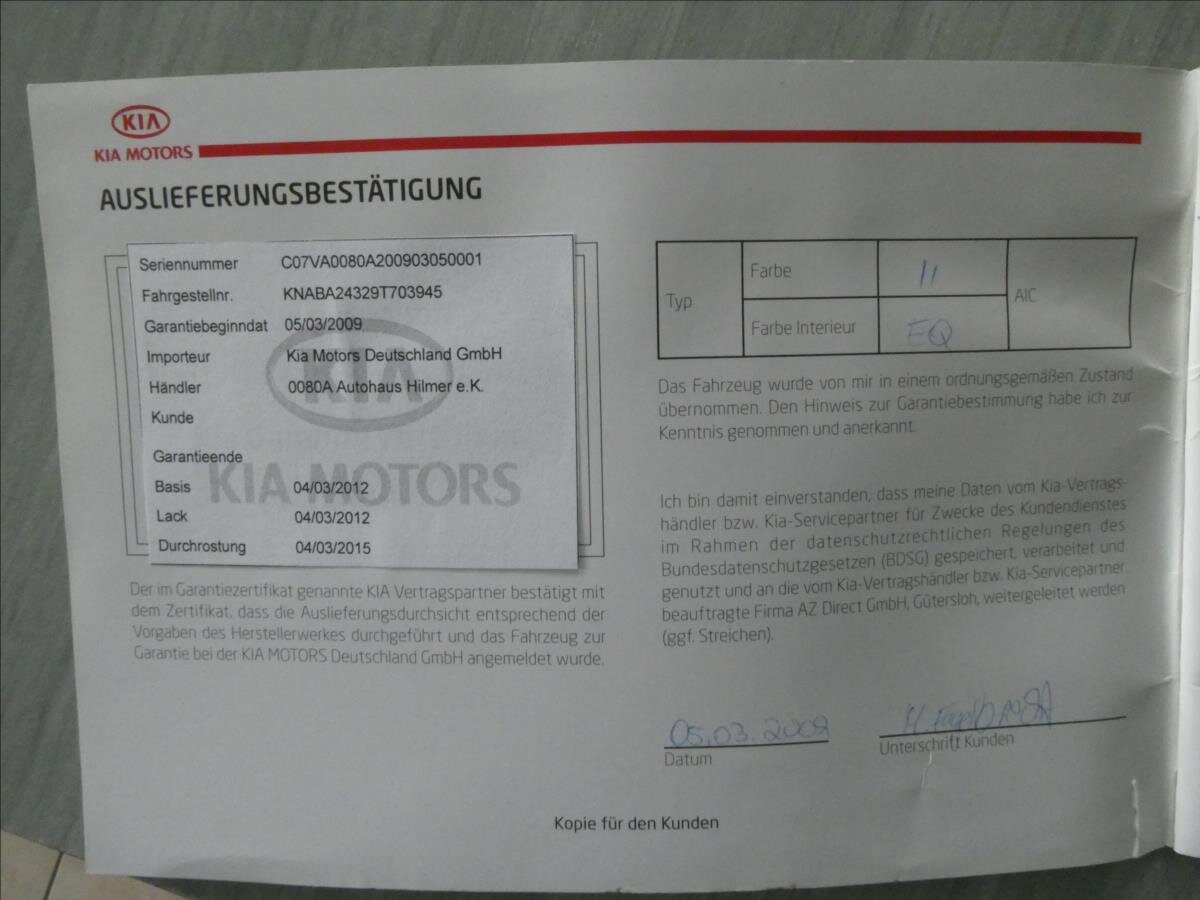 KIA
KIA MOTORS
AUSLIEFERUNGSBESTÄTIGUNG
Seriennummer C07VA0080A200903050001
Fahrgestellnr. KNABA24329T703945
Garantiebeginndat 05/03/2009
Importeur Kia Motors Deutschland GmbH
Händler 0080A Autohaus Hilmer e.K.
Kunde
Garantieende
Basis 04/03/2012
Lack 04/03/2012
Durchrostung 04/03/2015
KIA
KIA MOTORS
Der im Garantiezertifikat genannte KIA Vertragspartner bestätigt mit
dem Zertifikat, dass die Auslieferungsdurchsicht entsprechend der
Vorgaben des Herstellerwerkes durchgeführt und das Fahrzeug zur
Garantie bei der KIA MOTORS Deutschland GmbH angemeldet wurde.
Typ
Farbe 11
Farbe Interieur EQ
AIC
Das Fahrzeug wurde von mir in einem ordnungsgemäßen Zustand
übernommen. Den Hinweis zur Garantiebestimmung habe ich zur
Kenntnis genommen und anerkannt.
Ich bin damit einverstanden, dass meine Daten vom Kia-Vertrags-
händler bzw. Kia-Servicepartner für Zwecke des Kundendienstes
im Rahmen der datenschutzrechtlichen Regelungen des
Bundesdatenschutzgesetzen (BDSG) gespeichert, verarbeitet und
genutzt und an die vom Kia-Vertragshändler bzw. Kia-Servicepartner
beauftragte Firma AZ Direct GmbH, Gütersloh, weitergeleitet werden
(ggf. Streichen).
05.03.2009
Datum
Unterschrift Kunden
Kopie für den Kunden